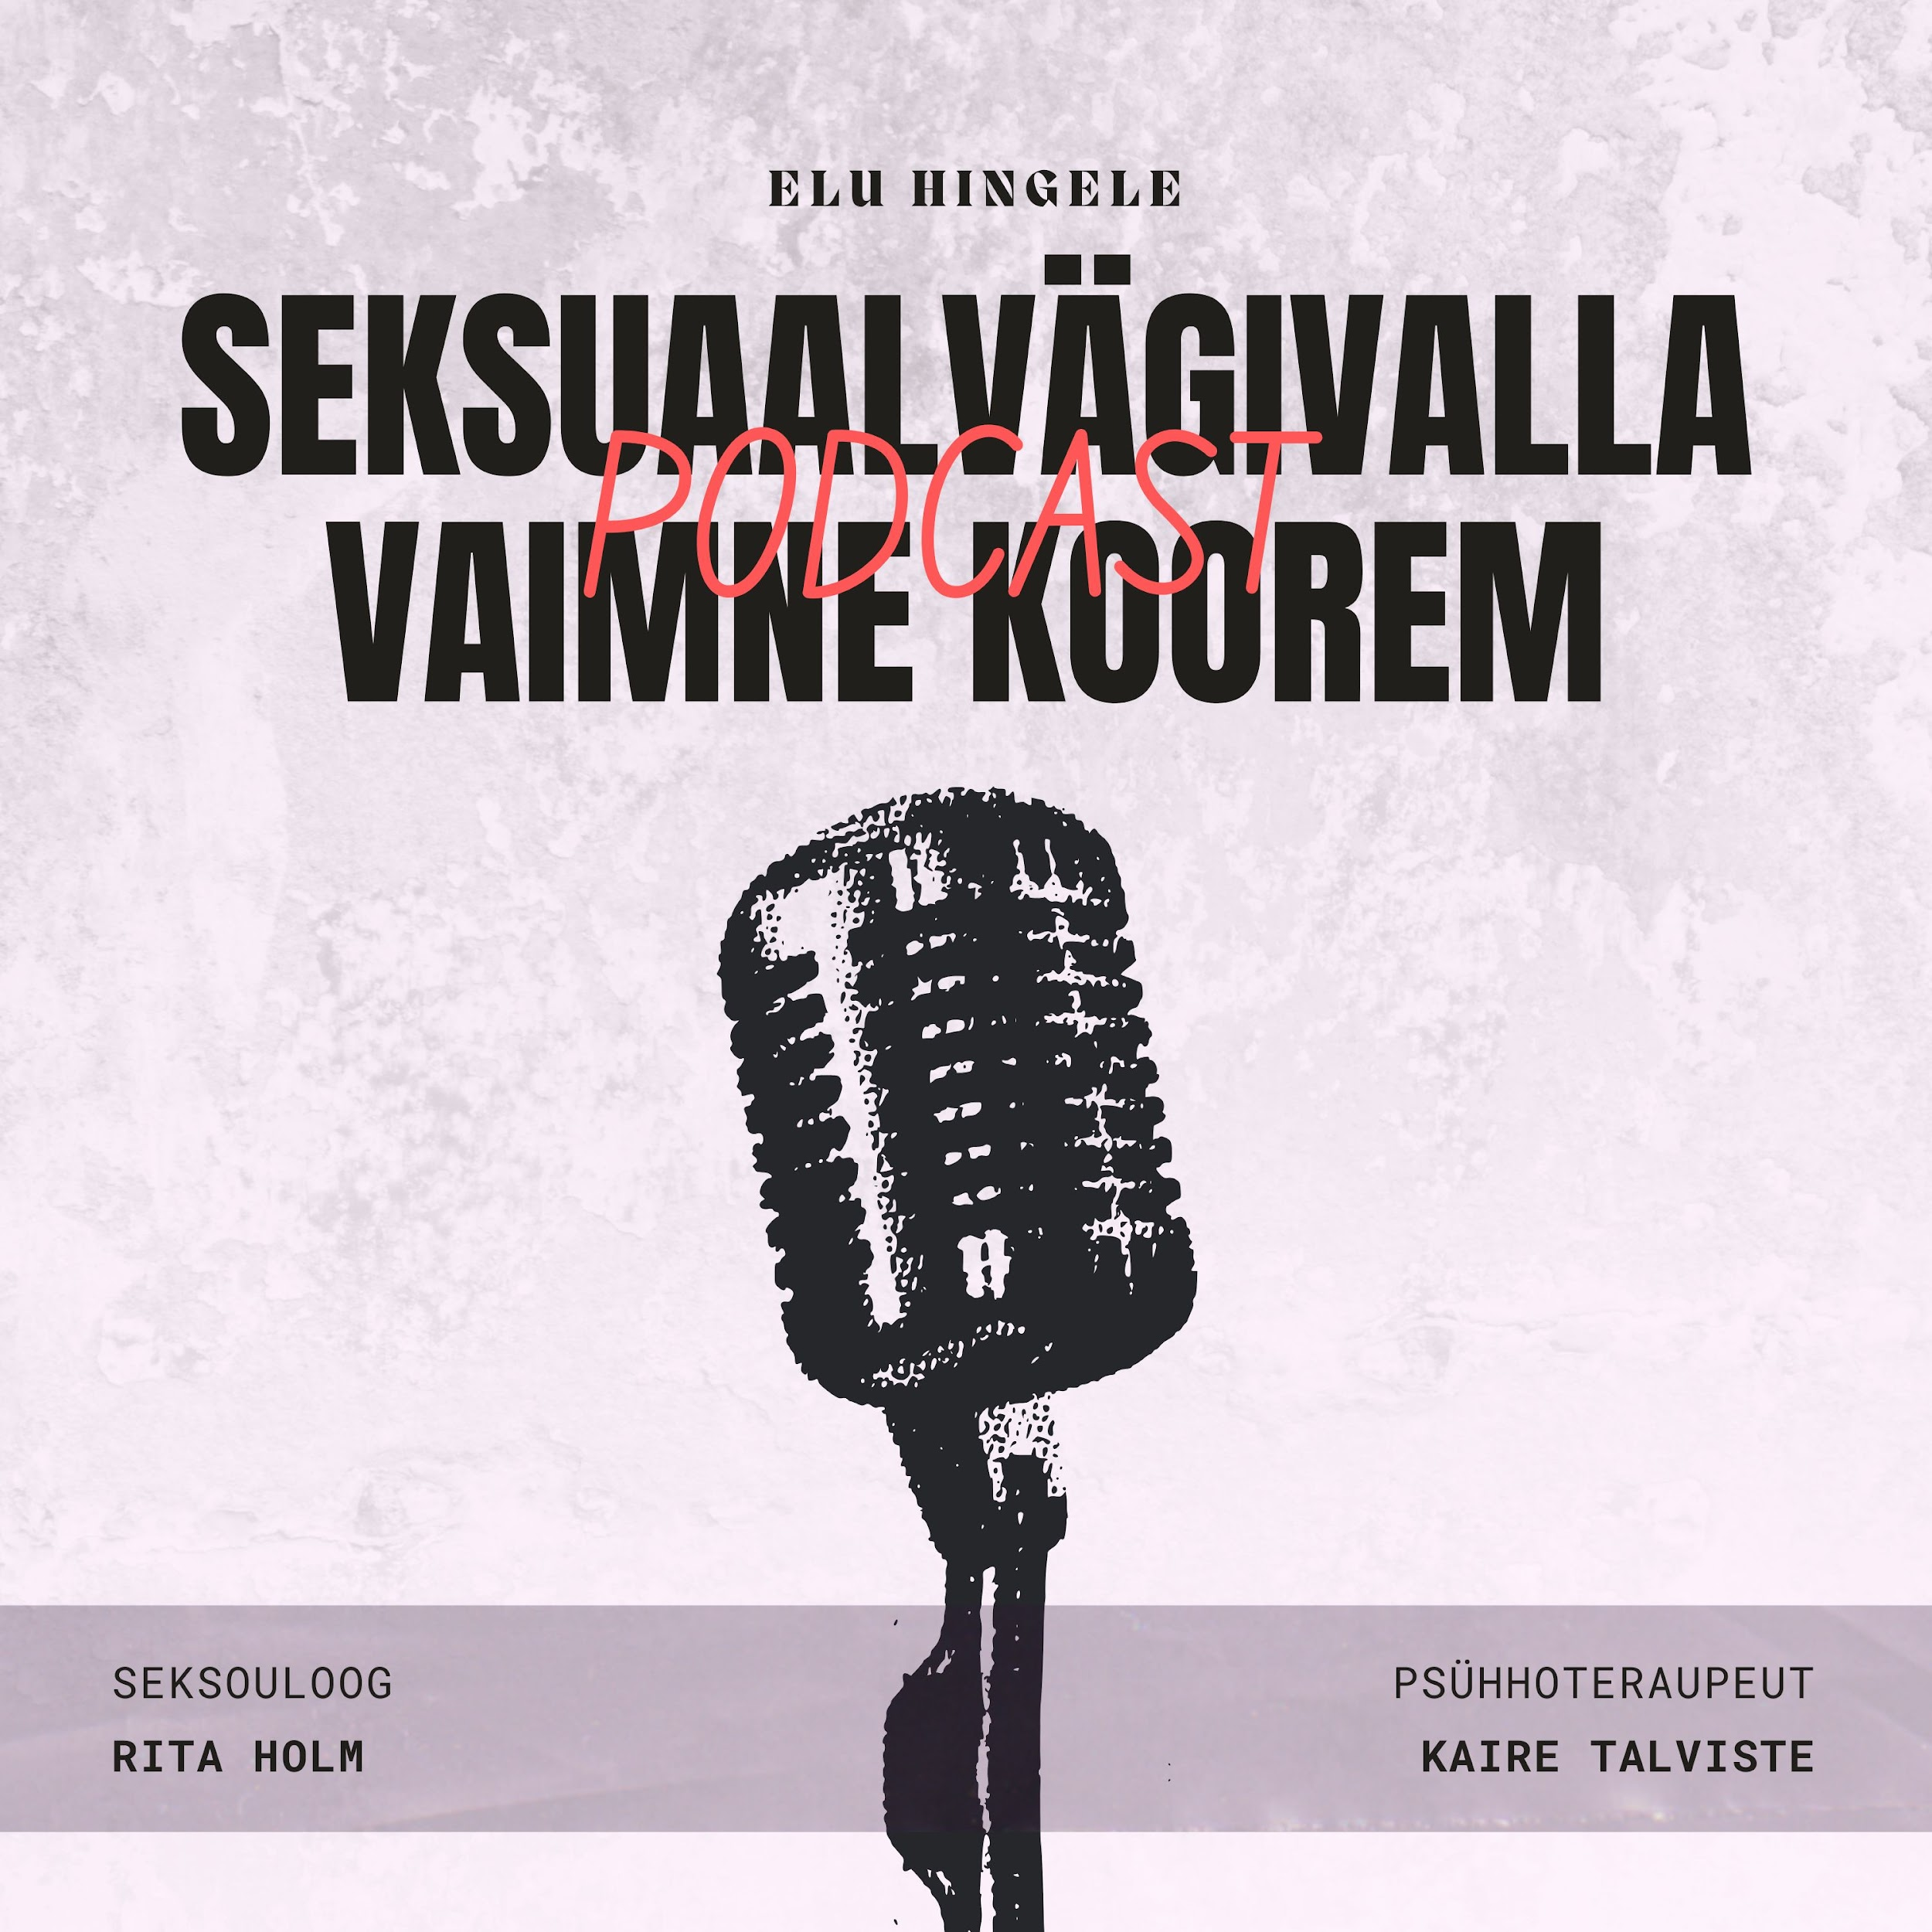 ELU HINGELE
SEKSUAALVÄGIVALLA
PODCAST
VAIMNE KOOREM
SEKSOULOOG
RITA HOLM
PSÜHHOTERAUPEUT
KAIRE TALVISTE